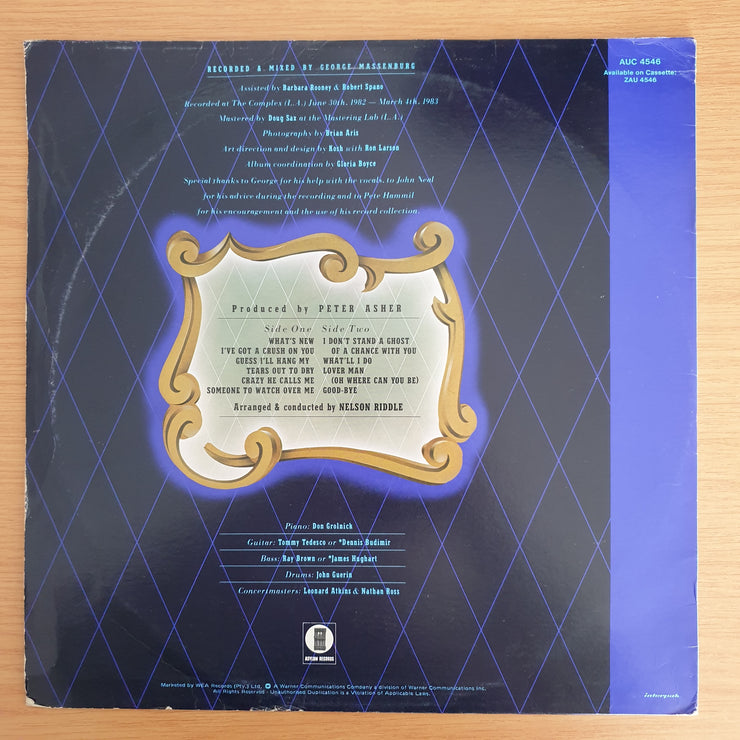 RECORDED & MIXED BY GEORGE MASSENBURG
Assisted by Barbara Rooney & Robert Spano
Recorded at The Complex (L.A.) June 30th, 1982 — March 4th, 1983
Mastered by Doug Sax at the Mastering Lab (L.A.)
Photography by Brian Aris
Art direction and design by Kosh with Ron Larson
Album coordination by Gloria Boyce
Special thanks to George for his help with the vocals, to John Neal
for his advice during the recording and to Pete Hammil
for his encouragement and the use of his record collection.
AUC 4546
Available on Cassette:
ZAU 4546
Produced by PETER ASHER
Side One
WHAT'S NEW
I'VE GOT A CRUSH ON YOU
GUESS I'LL HANG MY
TEARS OUT TO DRY
CRAZY HE CALLS ME
SOMEONE TO WATCH OVER ME
Side Two
I DON'T STAND A GHOST
OF A CHANCE WITH YOU
WHAT'LL I DO
LOVER MAN
(OH WHERE CAN YOU BE)
GOOD-BYE
Arranged & conducted by NELSON RIDDLE
Piano: Don Grolnick
Guitar: Tommy Tedesco or *Dennis Budimir
Bass: Ray Brown or *James Hughart
Drums: John Guerin
Concertmasters: Leonard Atkins & Nathan Ross
ASYLUM RECORDS
Marketed by WEA Records (Pty.) Ltd. A Warner Communications Company a division of Warner Communications Inc.
All Rights Reserved - Unauthorised Duplication is a Violation of Applicable Laws.
interpak